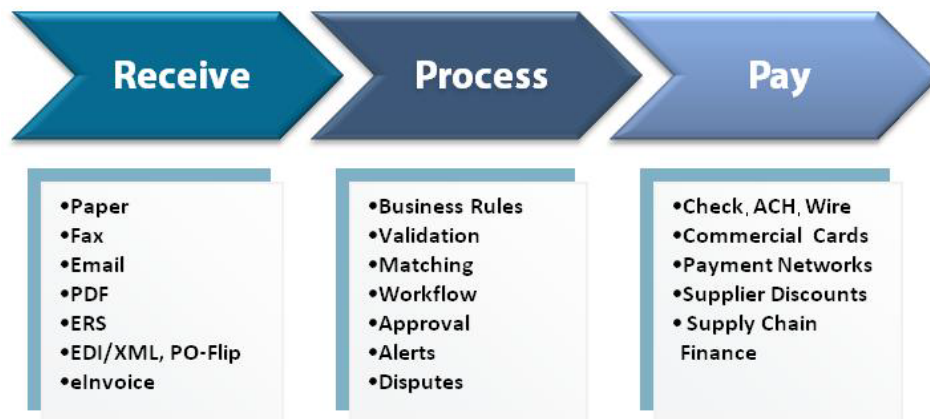 Receive
Process
Pay
•Paper
•Fax
•Email
•PDF
•ERS
•EDI/XML, PO-Flip
•eInvoice
•Business Rules
•Validation
•Matching
•Workflow
•Approval
•Alerts
•Disputes
•Check, ACH, Wire
•Commercial Cards
•Payment Networks
•Supplier Discounts
• Supply Chain
Finance